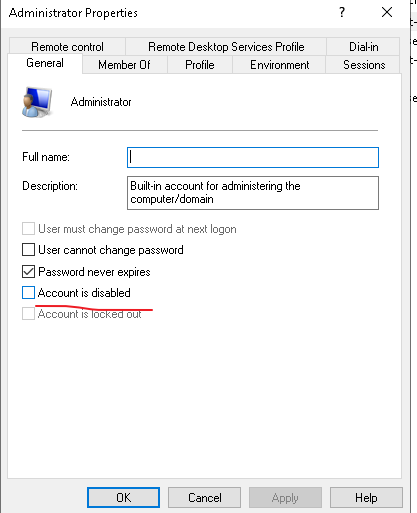 Administrator Properties
?
Remote control
Remote Desktop Services Profile
Dial-in
General
Member Of
Profile
Environment
Sessions
Administrator
Full name:
Description:
Built-in account for administering the
computer/domain
User must change password at next logon
User cannot change password
Password never expires
Account is disabled
Account is locked out
OK
Cancel
Apply
Help